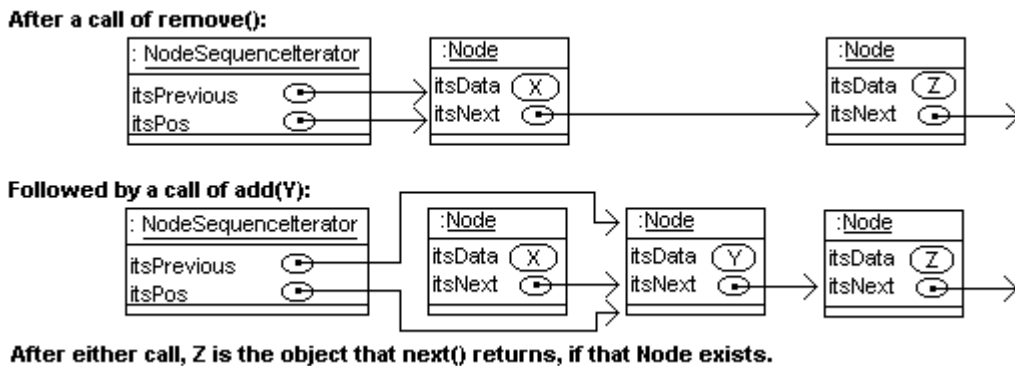 After a call of remove():
: NodeSequenceIterator
:Node
:Node
itsData X
itsData Z
itsPrevious
itsNext
itsNext
itsPos
Followed by a call of add(Y):
: NodeSequenceIterator
:Node
:Node
:Node
itsData X
itsData Y
itsData Z
itsPrevious
itsNext
itsNext
itsNext
itsPos
After either call, Z is the object that next() returns, if that Node exists.